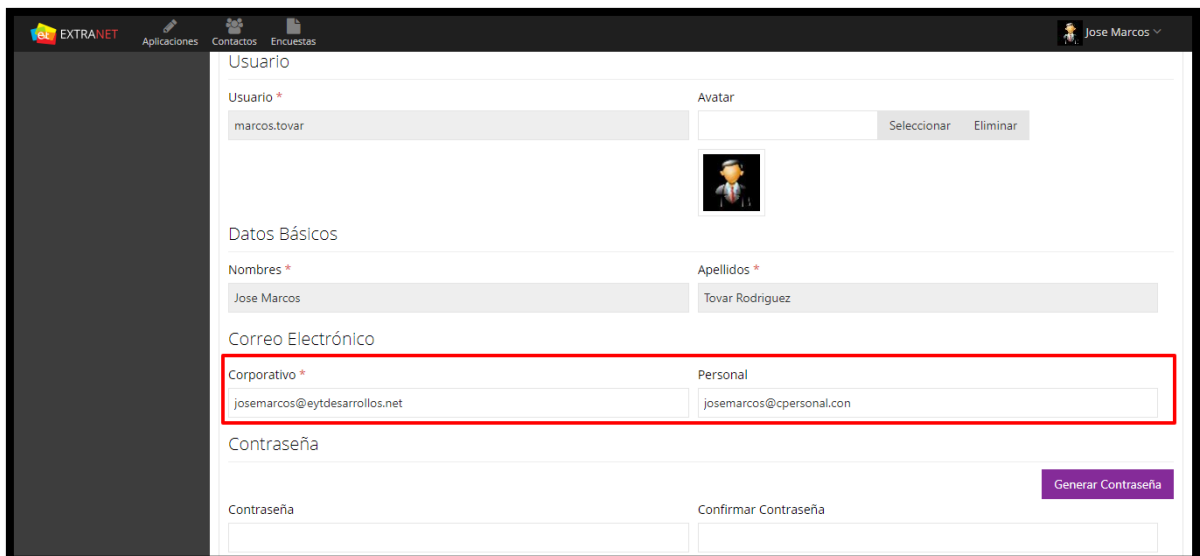 et EXTRANET
Aplicaciones Contactos Encuestas
Jose Marcos
Usuario
Usuario * Avatar
marcos.tovar Seleccionar Eliminar
Datos Básicos
Nombres * Apellidos *
Jose Marcos Tovar Rodriguez
Correo Electrónico
Corporativo * Personal
josemarcos@eytdesarrollos.net josemarcos@cpersonal.con
Contraseña
Generar Contraseña
Contraseña Confirmar Contraseña